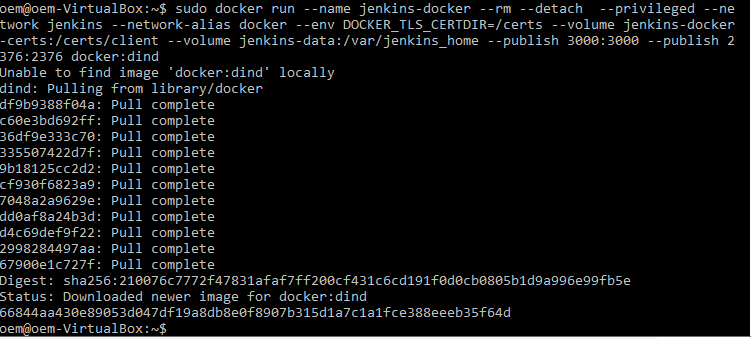 oem@oem-VirtualBox:~$ sudo docker run --name jenkins-docker --rm --detach  --privileged --ne
twork jenkins --network-alias docker --env DOCKER_TLS_CERTDIR=/certs --volume jenkins-docker
-certs:/certs/client --volume jenkins-data:/var/jenkins_home --publish 3000:3000 --publish 2
376:2376 docker:dind
Unable to find image 'docker:dind' locally
dind: Pulling from library/docker
df9b9388f04a: Pull complete
c60e3bd692ff: Pull complete
36df9e333c70: Pull complete
335507422d7f: Pull complete
9b18125cc2d2: Pull complete
cf930f6823a9: Pull complete
7048a2a9629e: Pull complete
dd0af8a24b3d: Pull complete
d4c69def9f22: Pull complete
2998284497aa: Pull complete
67900e1c727f: Pull complete
Digest: sha256:210076c7772f47831afaf7ff200cf431c6cd191f0d0cb0805b1d9a996e99fb5e
Status: Downloaded newer image for docker:dind
66844aa430e89053d047df19a8db8e0f8907b315d1a7c1a1fce388eeeb35f64d
oem@oem-VirtualBox:~$